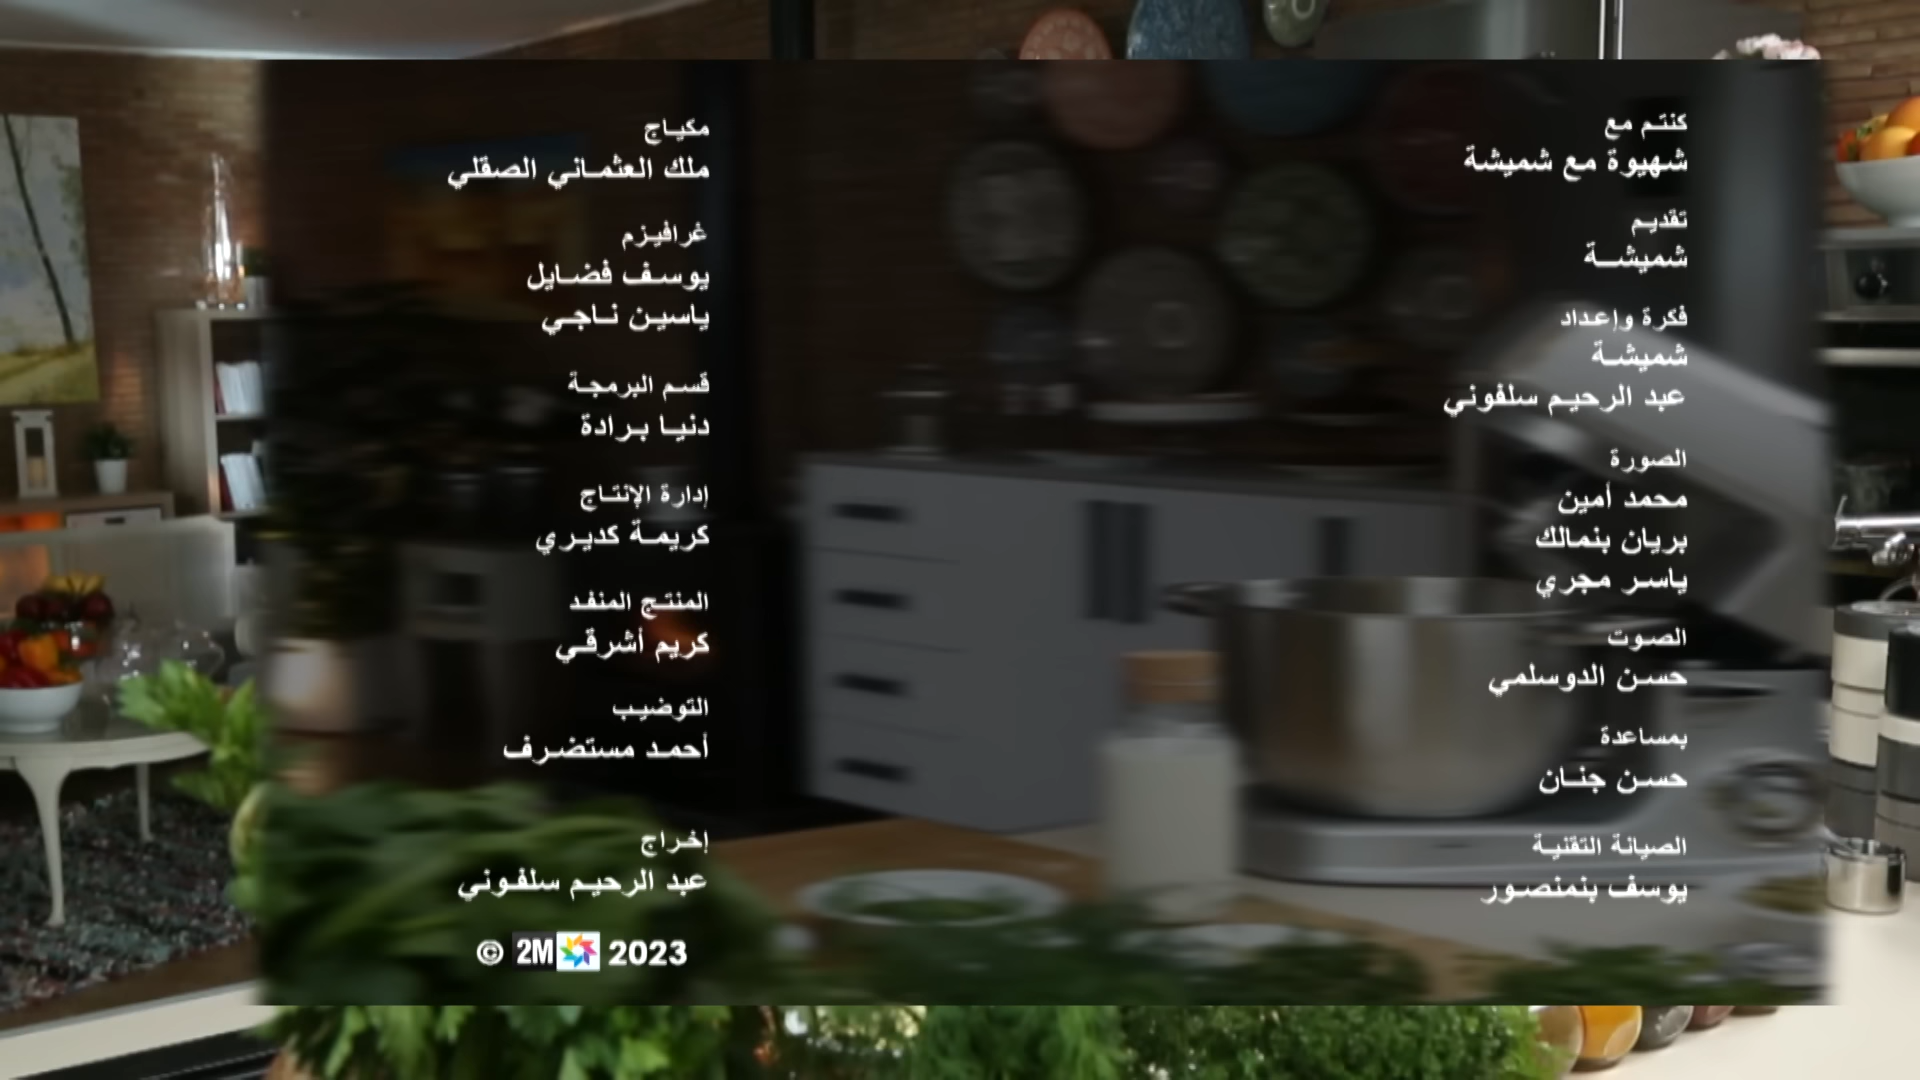 كنتم مع
شهيوة مع شميشة
تقديم
شميشة
فكرة وإعداد
شميشة
عبد الرحيم سلفوني
الصورة
محمد أمين
بريان بنمالك
ياسر مجري
الصوت
حسن الدوسلمي
بمساعدة
حسن جنان
الصيانة التقنية
يوسف بنمنصور
مكياج
ملك العثماني الصقلي
غرافيزم
يوسف فضايل
ياسين ناجي
قسم البرمجة
دنيا برادة
إدارة الإنتاج
كريمة كديري
المنتج المنفد
كريم أشرقي
التوضيب
أحمد مستضرف
إخراج
عبد الرحيم سلفوني
© 2M 2023